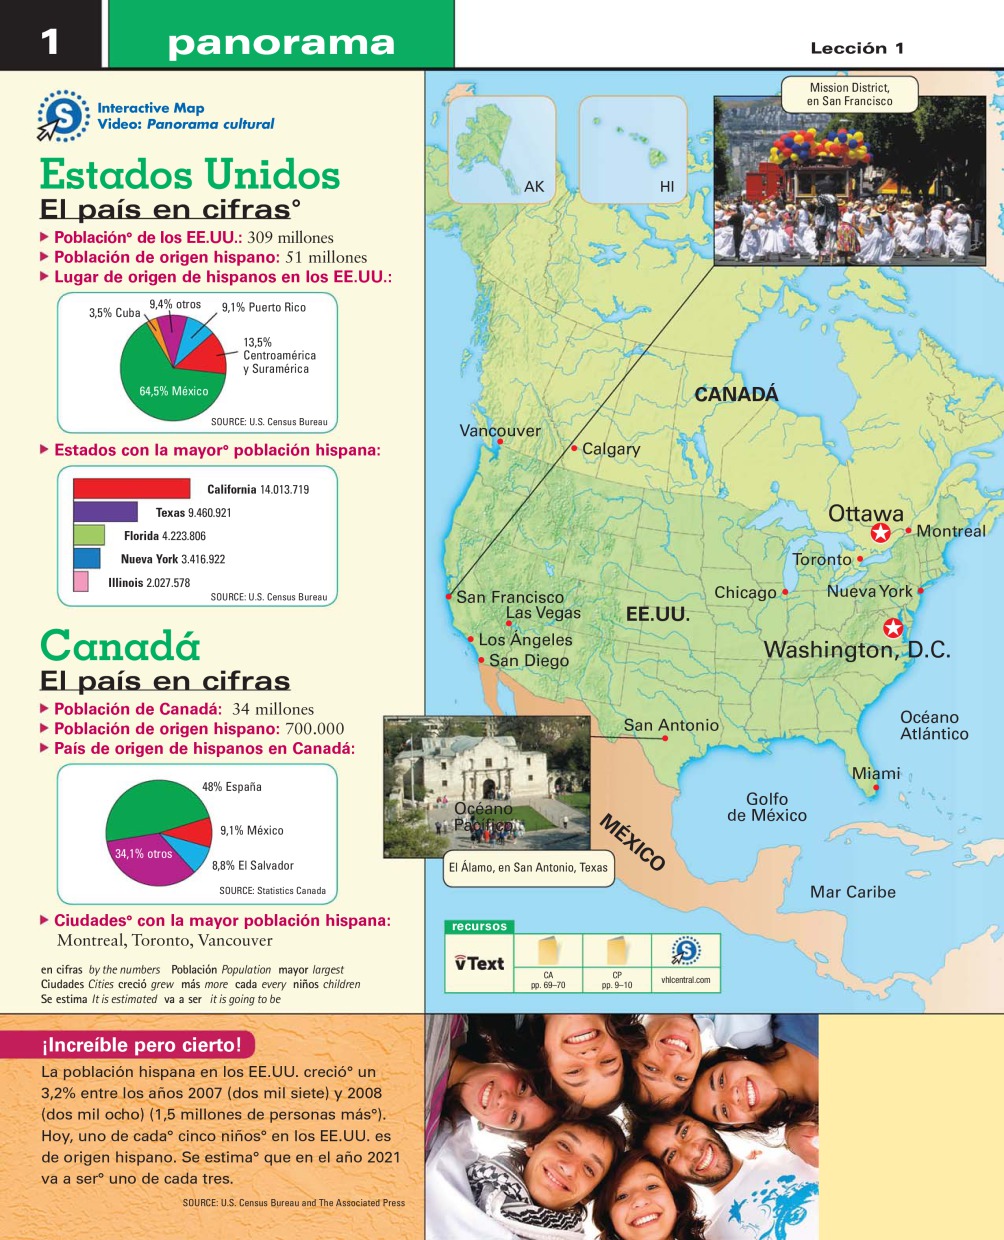 1
panorama
Lección 1
S
Interactive Map
Video: Panorama cultural
Estados Unidos
El país en cifras°
Población° de los EE.UU.: 309 millones
Población de origen hispano: 51 millones
Lugar de origen de hispanos en los EE.UU.:
9,4% otros
3,5% Cuba
9,1% Puerto Rico
13,5%
Centroamérica
y Suramérica
64,5% México
SOURCE: U.S. Census Bureau
Estados con la mayor° población hispana:
California 14.013.719
Texas 9.460.921
Florida 4.223.806
Nueva York 3.416.922
Illinois 2.027.578
SOURCE: U.S. Census Bureau
Canadá
El país en cifras
Población de Canadá: 34 millones
Población de origen hispano: 700.000
País de origen de hispanos en Canadá:
48% España
9,1% México
34,1% otros
8,8% El Salvador
SOURCE: Statistics Canada
Ciudades° con la mayor población hispana:
Montreal, Toronto, Vancouver
en cifras by the numbers Población Population mayor largest
Ciudades Cities creció grew más more cada every niños children
Se estima It is estimated va a ser it is going to be
Mission District,
en San Francisco
AK
HI
CANADÁ
Vancouver
Calgary
Ottawa
Montreal
Toronto
Chicago
Nueva York
San Francisco
Las Vegas
EE.UU.
Los Ángeles
San Diego
Washington, D.C.
San Antonio
Océano
Atlántico
Miami
Golfo
de México
Océano
Pacífico
MÉXICO
El Álamo, en San Antonio, Texas
Mar Caribe
recursos
vText
CA
pp. 69–70
CP
pp. 9–10
S
vhlcentral.com
¡Increíble pero cierto!
La población hispana en los EE.UU. creció° un
3,2% entre los años 2007 (dos mil siete) y 2008
(dos mil ocho) (1,5 millones de personas más°).
Hoy, uno de cada° cinco niños° en los EE.UU. es
de origen hispano. Se estima° que en el año 2021
va a ser° uno de cada tres.
SOURCE: U.S. Census Bureau and The Associated Press